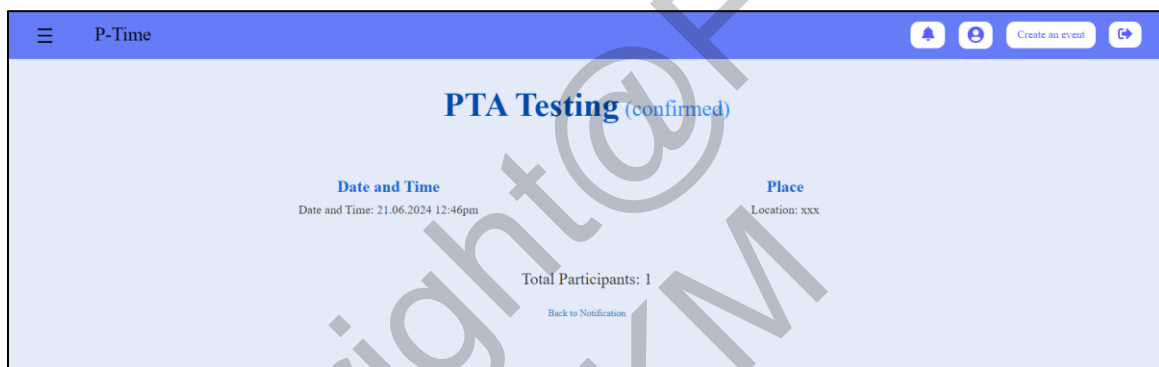 P-Time
Create an event
PTA Testing (confirmed)
Date and Time
Date and Time: 21.06.2024 12:46pm
Place
Location: xxx
Total Participants: 1
Back to Notification